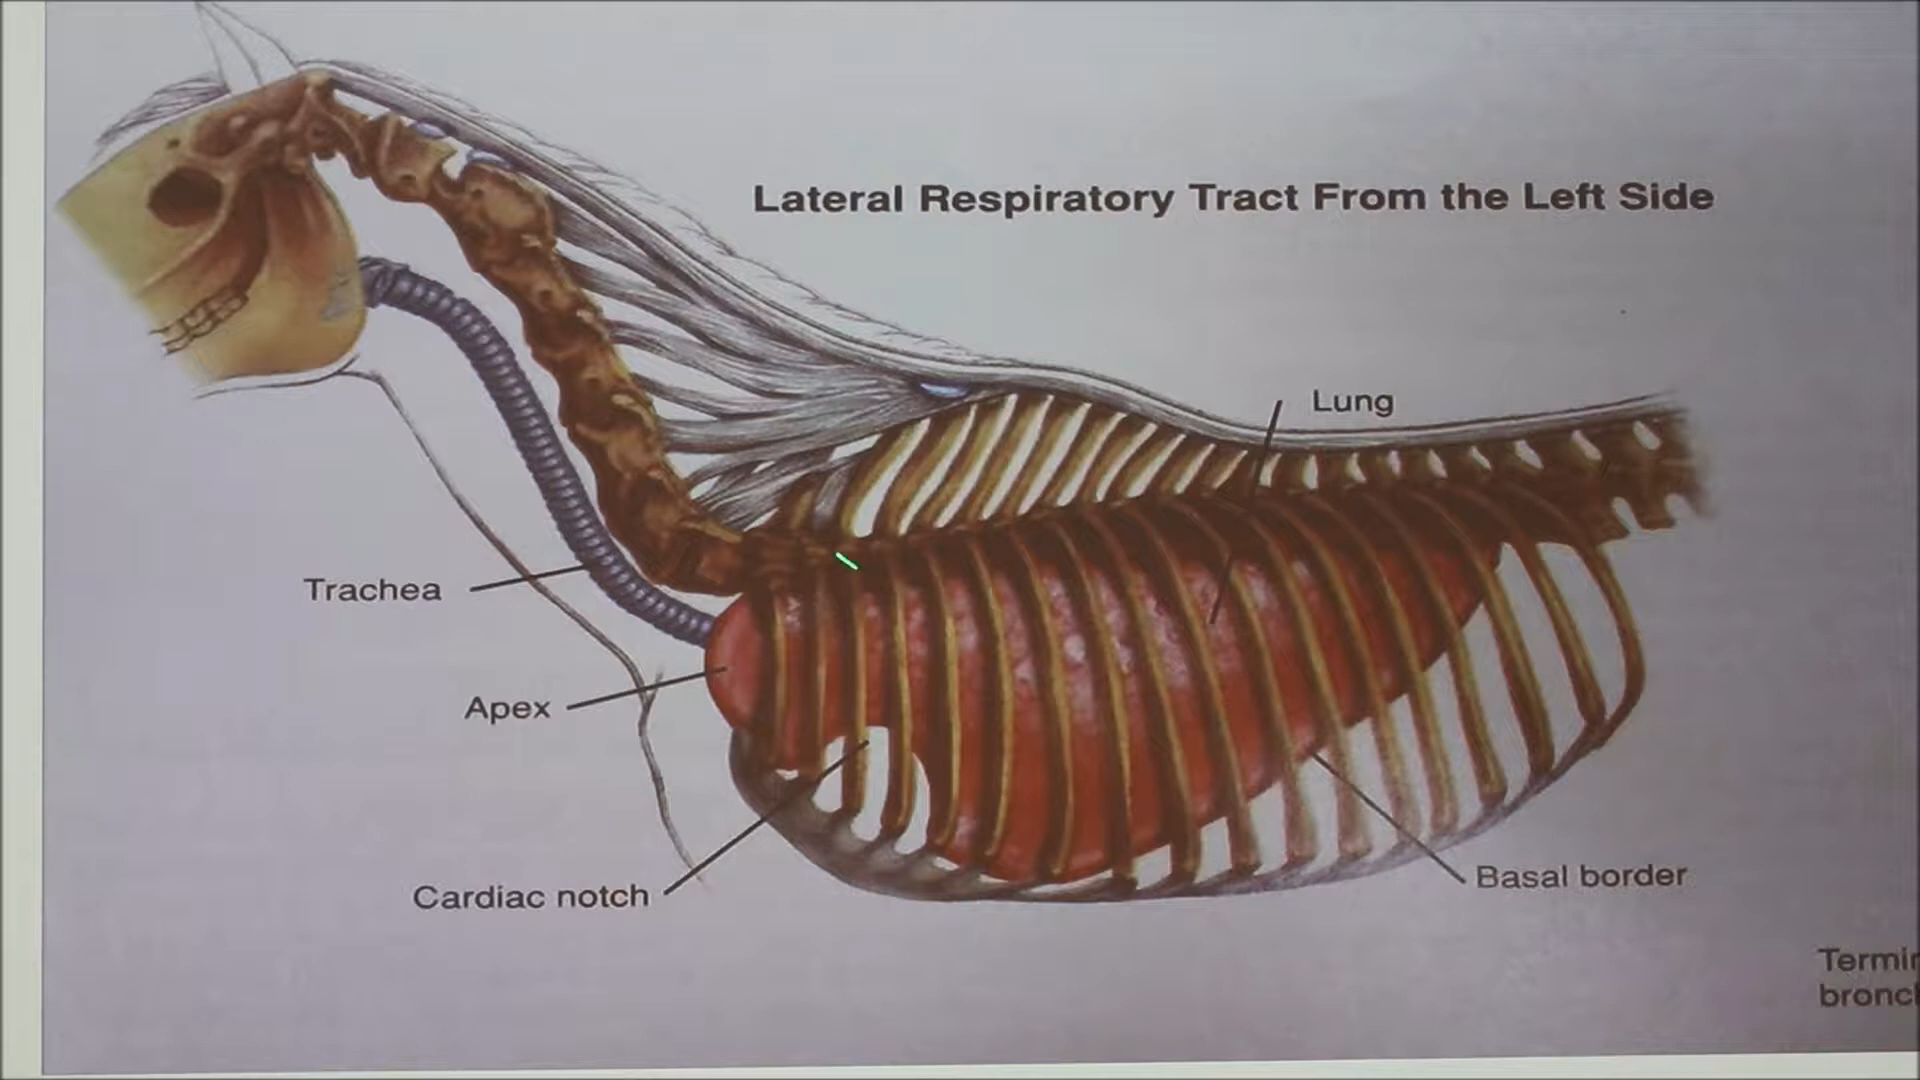 Lateral Respiratory Tract From the Left Side
Lung
Trachea
Apex
Cardiac notch
Basal border